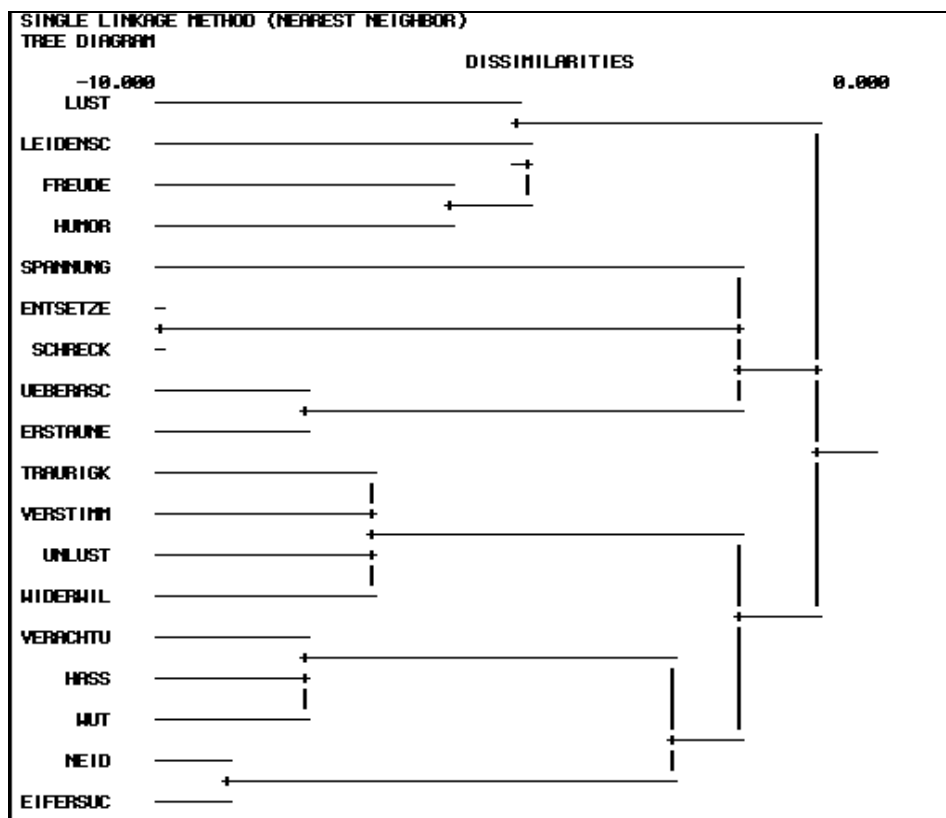 SINGLE LINKAGE METHOD (NEAREST NEIGHBOR)
TREE DIAGRAM
DISSIMILARITIES
-10.000 0.000
LUST
LEIDENSC
FREUDE
HUMOR
SPANNUNG
ENTSETZE
SCHRECK
UEBERASC
ERSTAUNE
TRAURIGK
VERSTIMM
UNLUST
WIDERWIL
VERACHTU
HASS
WUT
NEID
EIFERSUC